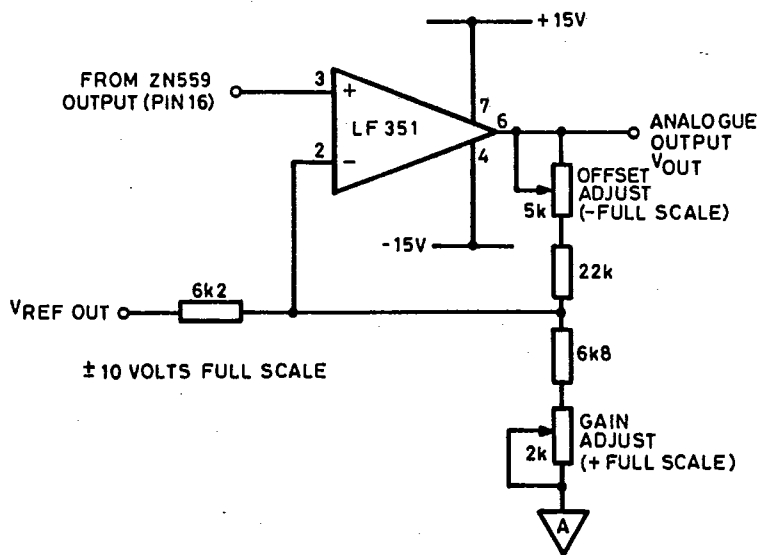 +15V
FROM ZN559
OUTPUT (PIN 16)
3
+
7
LF 351
6
2
-
4
ANALOGUE
OUTPUT
VOUT
OFFSET
ADJUST
(-FULL SCALE)
5k
-15V
22k
6k2
VREF OUT
6k8
±10 VOLTS FULL SCALE
GAIN
ADJUST
(+ FULL SCALE)
2k
A